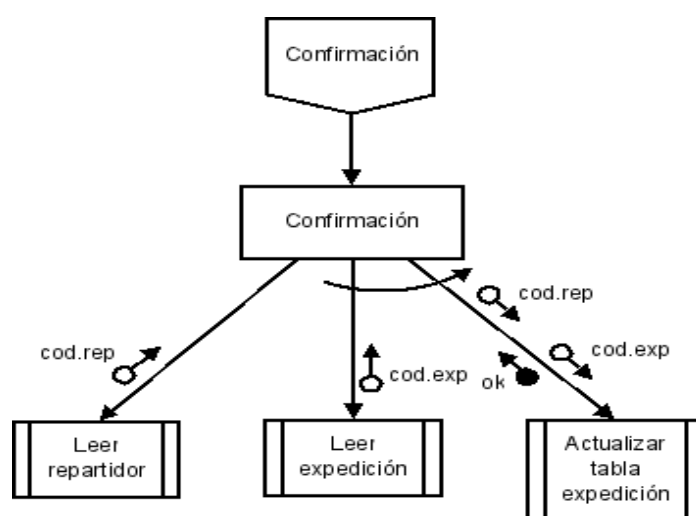 Confirmación
Confirmación
cod.rep
cod.rep
cod.exp
cod.exp
ok
Leer
repartidor
Leer
expedición
Actualizar
tabla
expedición